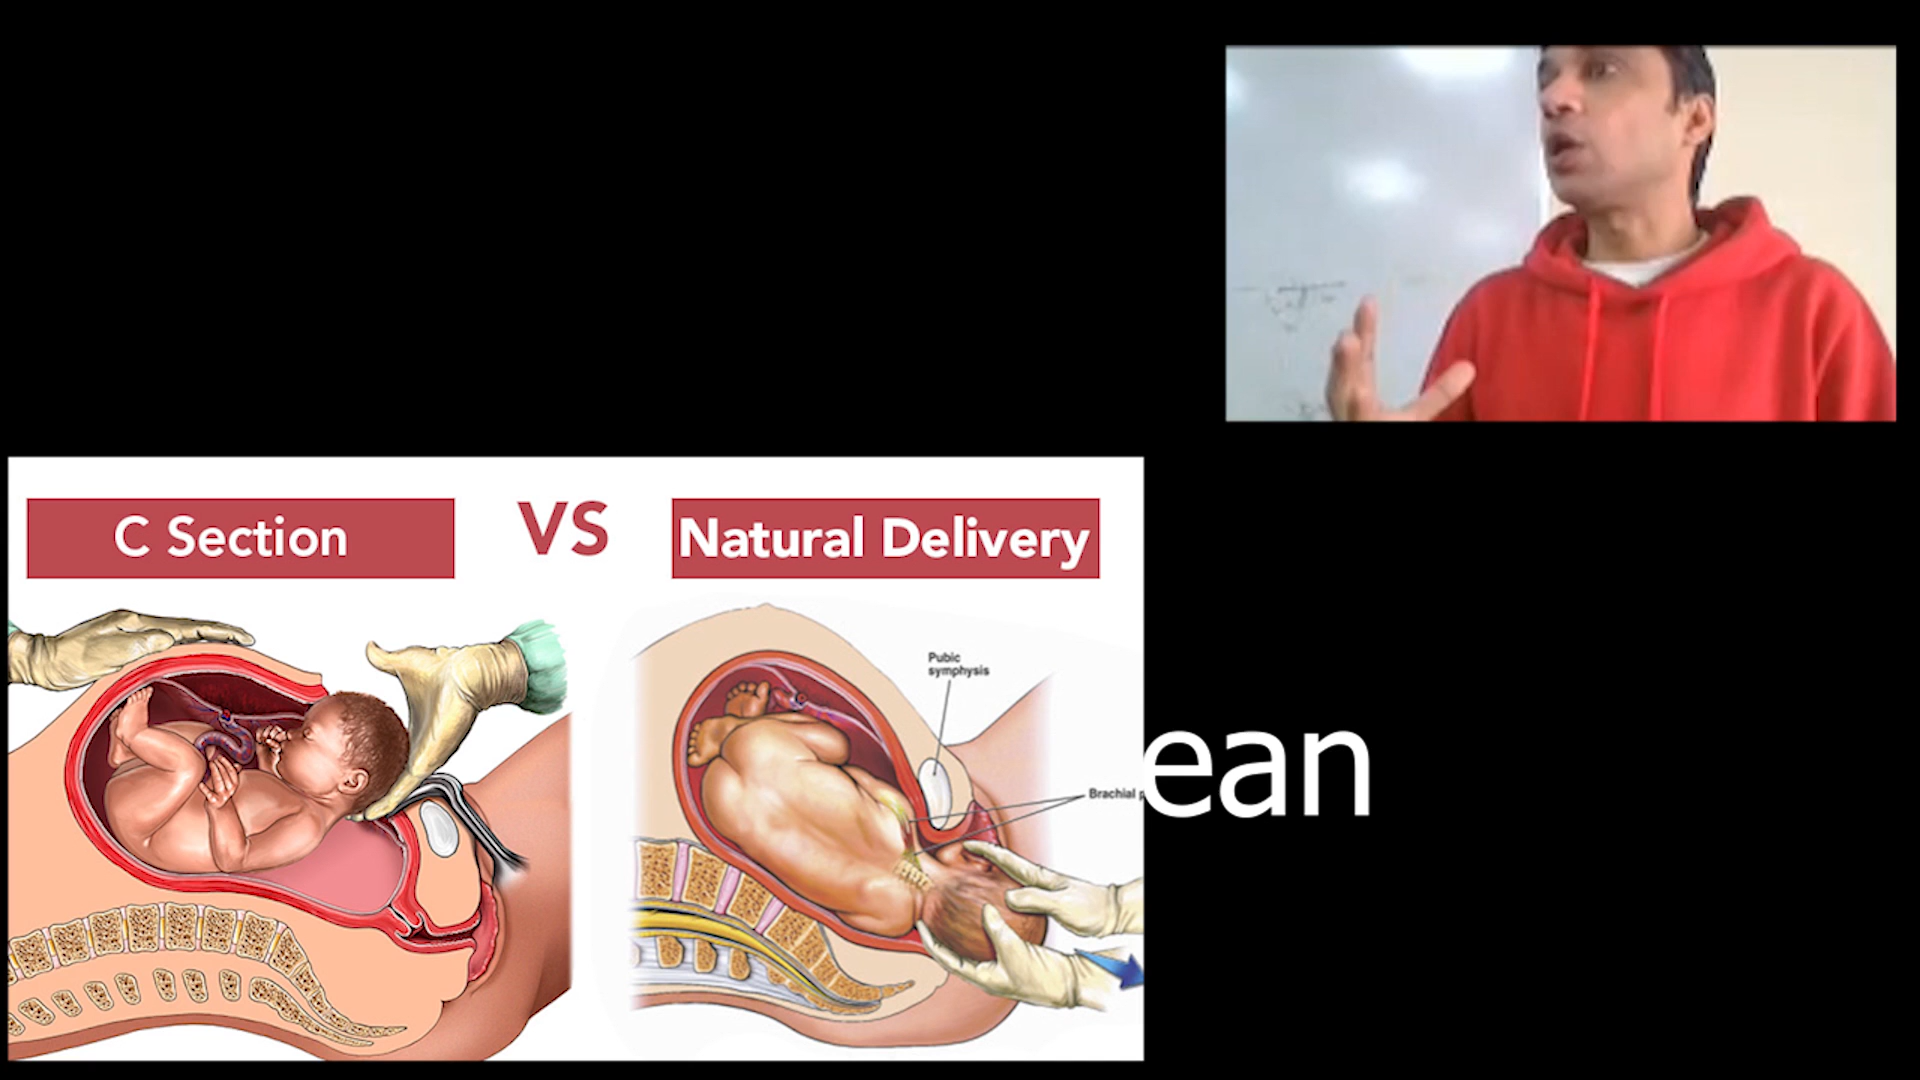 C Section VS Natural Delivery
Pubic
symphysis
Brachial
ean